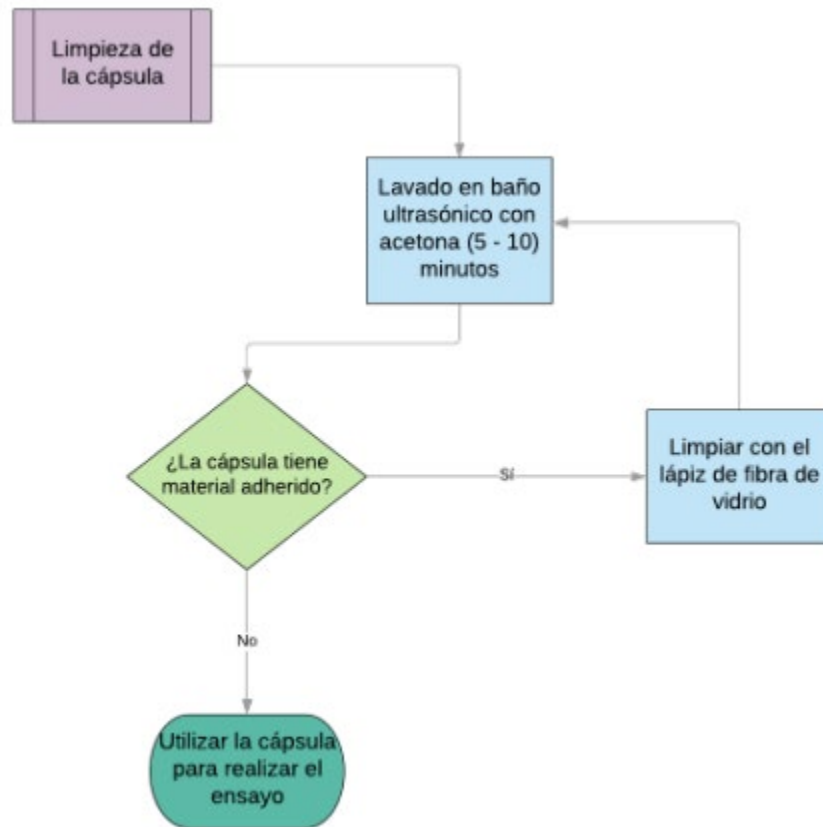 Limpieza de
la cápsula
Lavado en baño
ultrasónico con
acetona (5 - 10)
minutos
¿La cápsula tiene
material adherido?
Sí
Limpiar con el
lápiz de fibra de
vidrio
No
Utilizar la cápsula
para realizar el
ensayo